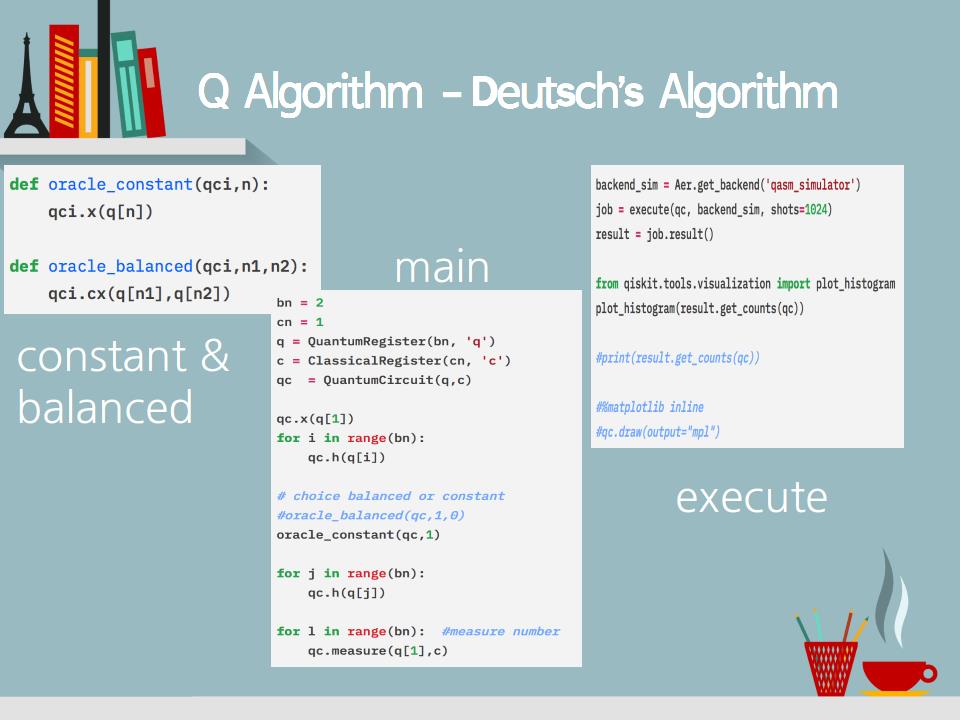 Q Algorithm – Deutsch's Algorithm
def oracle_constant(qci,n):
    qci.x(q[n])
def oracle_balanced(qci,n1,n2):
    qci.cx(q[n1],q[n2])
constant &
balanced
main
bn = 2
cn = 1
q = QuantumRegister(bn, 'q')
c = ClassicalRegister(cn, 'c')
qc  = QuantumCircuit(q,c)
qc.x(q[1])
for i in range(bn):
    qc.h(q[i])
# choice balanced or constant
#oracle_balanced(qc,1,0)
oracle_constant(qc,1)
for j in range(bn):
    qc.h(q[j])
for l in range(bn):  #measure number
    qc.measure(q[1],c)
backend_sim = Aer.get_backend('qasm_simulator')
job = execute(qc, backend_sim, shots=1024)
result = job.result()
from qiskit.tools.visualization import plot_histogram
plot_histogram(result.get_counts(qc))
#print(result.get_counts(qc))
#%matplotlib inline
#qc.draw(output="mpl")
execute